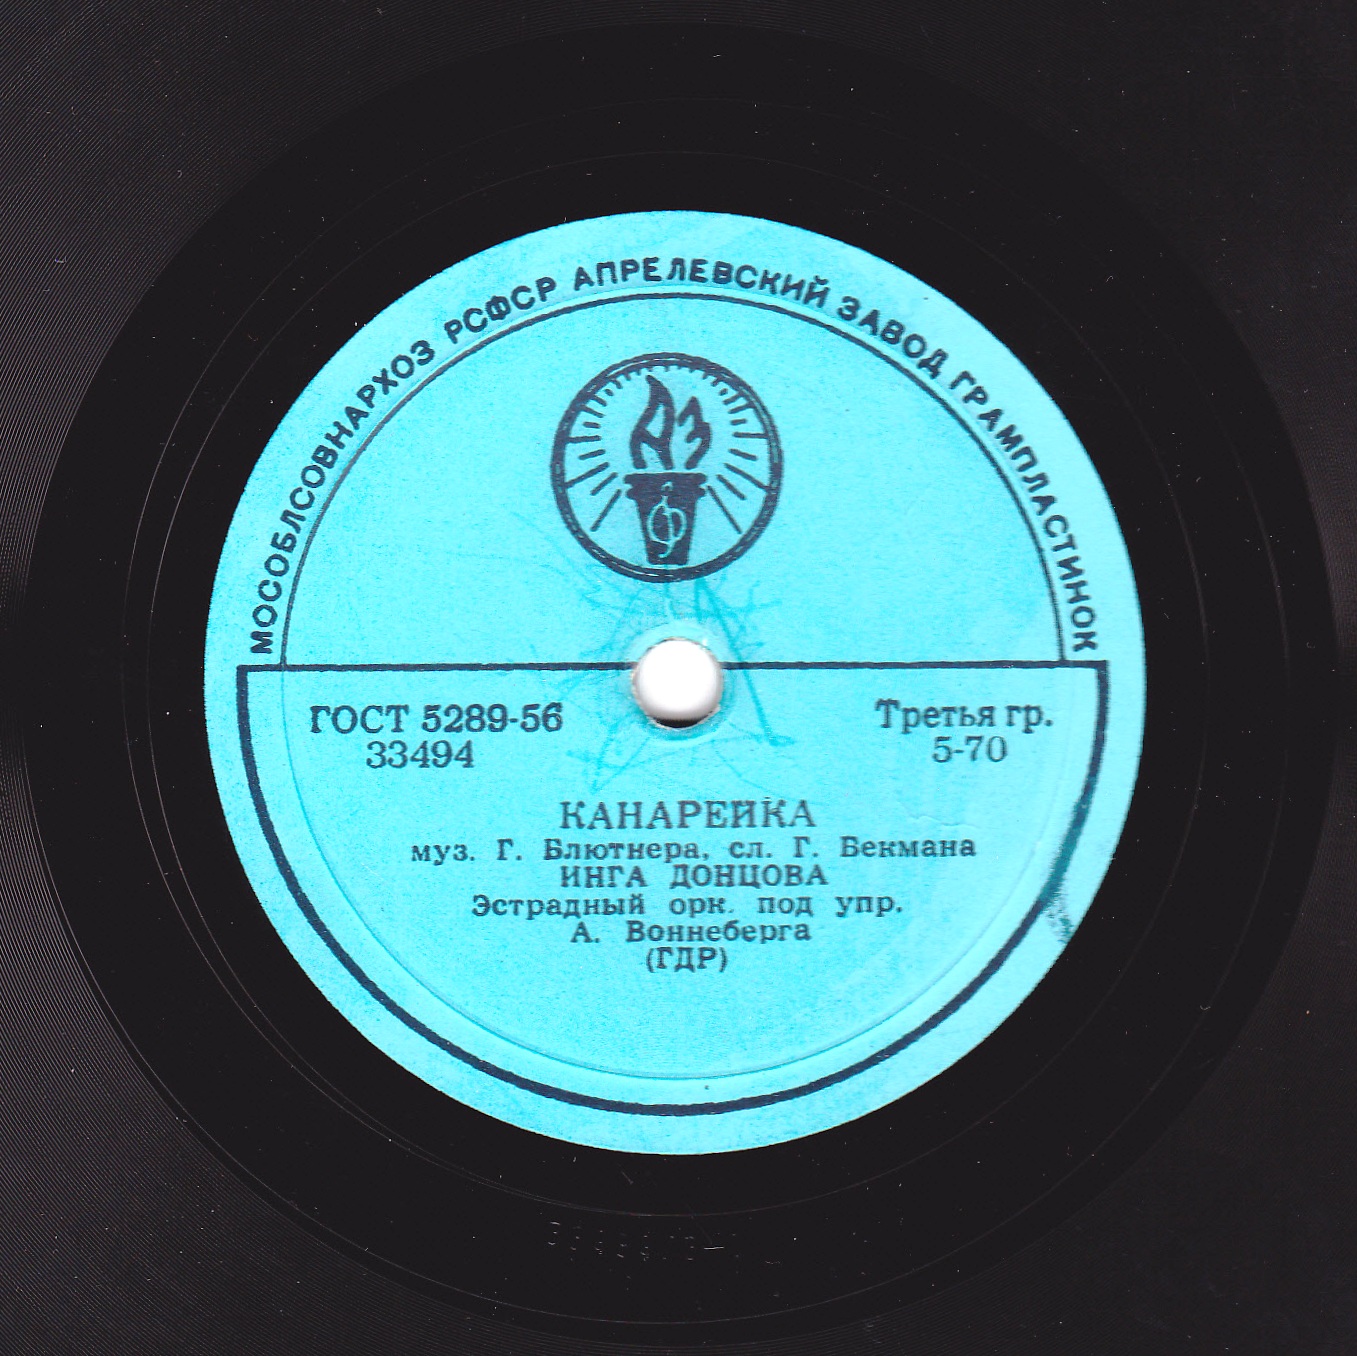 МОСОБЛСОВНАРХОЗ РСФСР АПРЕЛЕВСКИЙ ЗАВОД ГРАМПЛАСТИНОК
АЗ
Ф
ГОСТ 5289-56
33494
Третья гр.
5-70
КАНАРЕЙКА
муз. Г. Блютнера, сл. Г. Бекмана
ИНГА ДОНЦОВА
Эстрадный орк. под упр.
А. Воннеберга
(ГДР)